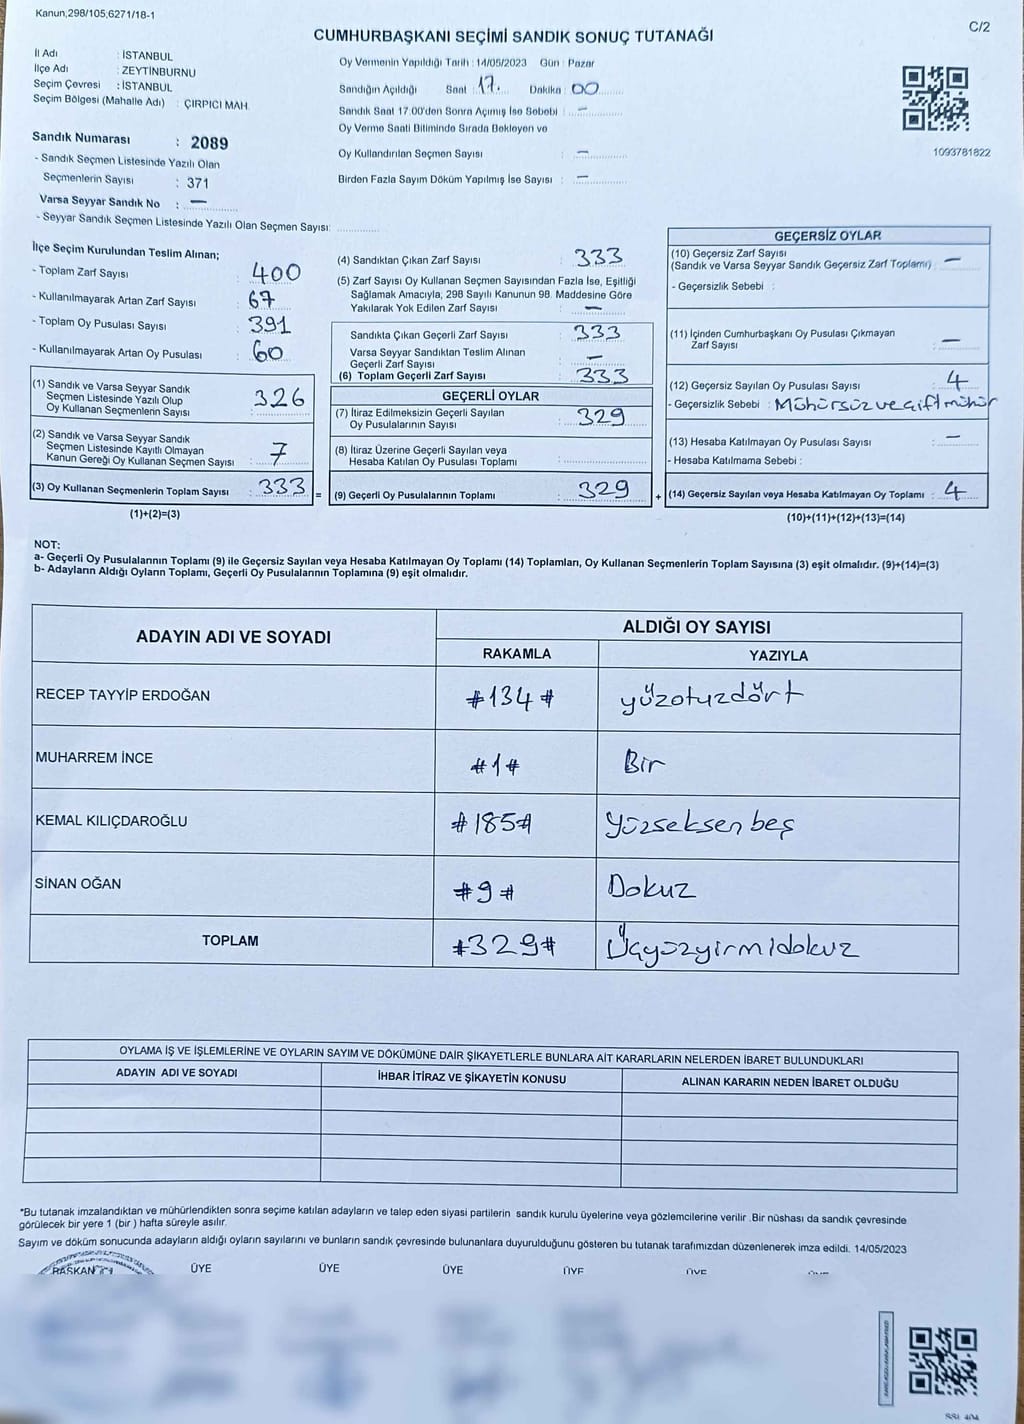 Kanun,298/105;6271/18-1
C/2
CUMHURBAŞKANI SEÇİMİ SANDIK SONUÇ TUTANAĞI
İl Adı : İSTANBUL
İlçe Adı : ZEYTİNBURNU
Seçim Çevresi : İSTANBUL
Seçim Bölgesi (Mahalle Adı) : ÇIRPICI MAH.
Oy Vermenin Yapıldığı Tarih : 14/05/2023 Gün : Pazar
Sandığın Açıldığı Saat : 17. Dakika : 00
Sandık Saat 17:00'den Sonra Açılmış İse Sebebi : —
Oy Verme Saati Bitiminde Sırada Bekleyen ve
Oy Kullandırılan Seçmen Sayısı : —
Birden Fazla Sayım Döküm Yapılmış İse Sayısı : —
1093781822
Sandık Numarası : 2089
- Sandık Seçmen Listesinde Yazılı Olan
Seçmenlerin Sayısı : 371
Varsa Seyyar Sandık No : —
- Seyyar Sandık Seçmen Listesinde Yazılı Olan Seçmen Sayısı:
İlçe Seçim Kurulundan Teslim Alınan;
- Toplam Zarf Sayısı : 400
- Kullanılmayarak Artan Zarf Sayısı : 67
- Toplam Oy Pusulası Sayısı : 391
- Kullanılmayarak Artan Oy Pusulası : 60
(1) Sandık ve Varsa Seyyar Sandık
Seçmen Listesinde Yazılı Olup
Oy Kullanan Seçmenlerin Sayısı : 326
(2) Sandık ve Varsa Seyyar Sandık
Seçmen Listesinde Kayıtlı Olmayan
Kanun Gereği Oy Kullanan Seçmen Sayısı : 7
(3) Oy Kullanan Seçmenlerin Toplam Sayısı : 333 =
(1)+(2)=(3)
(4) Sandıktan Çıkan Zarf Sayısı : 333
(5) Zarf Sayısı Oy Kullanan Seçmen Sayısından Fazla İse, Eşitliği
Sağlamak Amacıyla, 298 Sayılı Kanunun 98. Maddesine Göre
Yakılarak Yok Edilen Zarf Sayısı : —
Sandıkta Çıkan Geçerli Zarf Sayısı : 333
Varsa Seyyar Sandıktan Teslim Alınan
Geçerli Zarf Sayısı : —
(6) Toplam Geçerli Zarf Sayısı : 333
GEÇERLİ OYLAR
(7) İtiraz Edilmeksizin Geçerli Sayılan
Oy Pusulalarının Sayısı : 329
(8) İtiraz Üzerine Geçerli Sayılan veya
Hesaba Katılan Oy Pusulası Toplamı :
(9) Geçerli Oy Pusulalarının Toplamı : 329 +
GEÇERSİZ OYLAR
(10) Geçersiz Zarf Sayısı
(Sandık ve Varsa Seyyar Sandık Geçersiz Zarf Toplamı) : —
- Geçersizlik Sebebi :
(11) İçinden Cumhurbaşkanı Oy Pusulası Çıkmayan
Zarf Sayısı : —
(12) Geçersiz Sayılan Oy Pusulası Sayısı : 4
- Geçersizlik Sebebi : Mühürsüz ve çift mühür
(13) Hesaba Katılmayan Oy Pusulası Sayısı : —
- Hesaba Katılmama Sebebi :
(14) Geçersiz Sayılan veya Hesaba Katılmayan Oy Toplamı : 4
(10)+(11)+(12)+(13)=(14)
NOT:
a- Geçerli Oy Pusulalarının Toplamı (9) ile Geçersiz Sayılan veya Hesaba Katılmayan Oy Toplamı (14) Toplamları, Oy Kullanan Seçmenlerin Toplam Sayısına (3) eşit olmalıdır. (9)+(14)=(3)
b- Adayların Aldığı Oyların Toplamı, Geçerli Oy Pusulalarının Toplamına (9) eşit olmalıdır.
ADAYIN ADI VE SOYADI
ALDIĞI OY SAYISI
RAKAMLA YAZIYLA
RECEP TAYYİP ERDOĞAN #134# yüzotuzdört
MUHARREM İNCE #1# Bir
KEMAL KILIÇDAROĞLU #185# Yüzseksenbeş
SİNAN OĞAN #9# Dokuz
TOPLAM #329# Üçyüzyirmidokuz
OYLAMA İŞ VE İŞLEMLERİNE VE OYLARIN SAYIM VE DÖKÜMÜNE DAİR ŞİKAYETLERLE BUNLARA AİT KARARLARIN NELERDEN İBARET BULUNDUKLARI
ADAYIN ADI VE SOYADI İHBAR İTİRAZ VE ŞİKAYETİN KONUSU ALINAN KARARIN NEDEN İBARET OLDUĞU
*Bu tutanak imzalandıktan ve mühürlendikten sonra seçime katılan adayların ve talep eden siyasi partilerin sandık kurulu üyelerine veya gözlemcilerine verilir .Bir nüshası da sandık çevresinde
görülecek bir yere 1 (bir ) hafta süreyle asılır.
Sayım ve döküm sonucunda adayların aldığı oyların sayılarını ve bunların sandık çevresinde bulunanlara duyurulduğunu gösteren bu tutanak tarafımızdan düzenlenerek imza edildi. 14/05/2023
BAŞKAN ÜYE ÜYE ÜYE ÜYE ÜYE